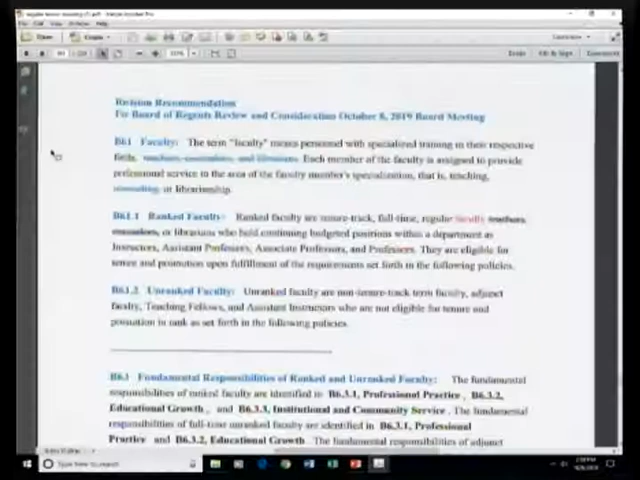 Revision Recommendation
For Board of Regents Review and Consideration October 8, 2019 Board Meeting
B6.1 Faculty: The term "faculty" means personnel with specialized training in their respective
fields, teachers, counselors, and librarians. Each member of the faculty is assigned to provide
professional service in the area of the faculty member's specialization, that is, teaching,
counseling, or librarianship.
B6.1.1 Ranked Faculty: Ranked faculty are tenure-track, full-time, regular faculty teachers,
counselors, or librarians who hold continuing budgeted positions within a department as
Instructors, Assistant Professors, Associate Professors, and Professors. They are eligible for
tenure and promotion upon fulfillment of the requirements set forth in the following policies.
B6.1.2 Unranked Faculty: Unranked faculty are non-tenure-track term faculty, adjunct
faculty, Teaching Fellows, and Assistant Instructors who are not eligible for tenure and
promotion in rank as set forth in the following policies.
B6.3 Fundamental Responsibilities of Ranked and Unranked Faculty: The fundamental
responsibilities of ranked faculty are identified in B6.3.1, Professional Practice, B6.3.2,
Educational Growth, and B6.3.3, Institutional and Community Service. The fundamental
responsibilities of full-time unranked faculty are identified in B6.3.1, Professional
Practice and B6.3.2, Educational Growth. The fundamental responsibilities of adjunct
Type here to search